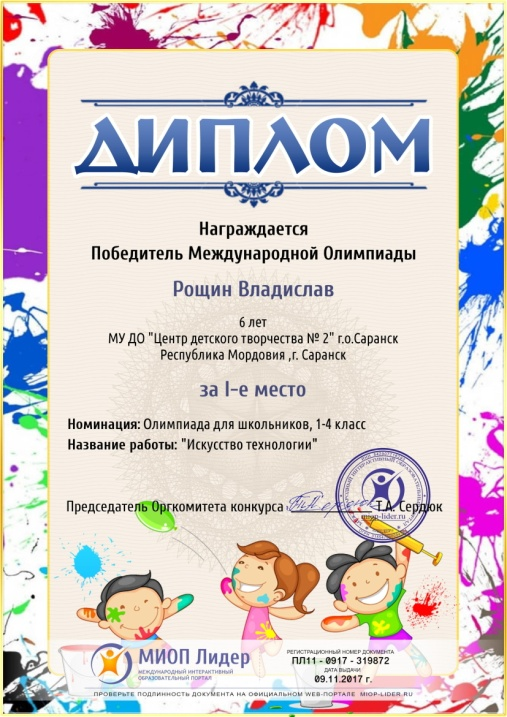 ДИПЛОМ
Награждается
Победитель Международной Олимпиады
Рощин Владислав
6 лет
МУ ДО "Центр детского творчества № 2" г.о.Саранск
Республика Мордовия ,г. Саранск
за I-е место
Номинация: Олимпиада для школьников, 1-4 класс
Название работы: "Искусство технологии"
Председатель Оргкомитета конкурса Т.А. Сердюк
miop-lider.ru
МИОП Лидер
МЕЖДУНАРОДНЫЙ ИНТЕРАКТИВНЫЙ
ОБРАЗОВАТЕЛЬНЫЙ ПОРТАЛ
РЕГИСТРАЦИОННЫЙ НОМЕР ДОКУМЕНТА
ПЛ11 - 0917 - 319872
ДАТА ВЫДАЧИ
09.11.2017 г.
ПРОВЕРЬТЕ ПОДЛИННОСТЬ ДОКУМЕНТА НА ОФИЦИАЛЬНОМ WEB-ПОРТАЛЕ MIOP-LIDER.RU